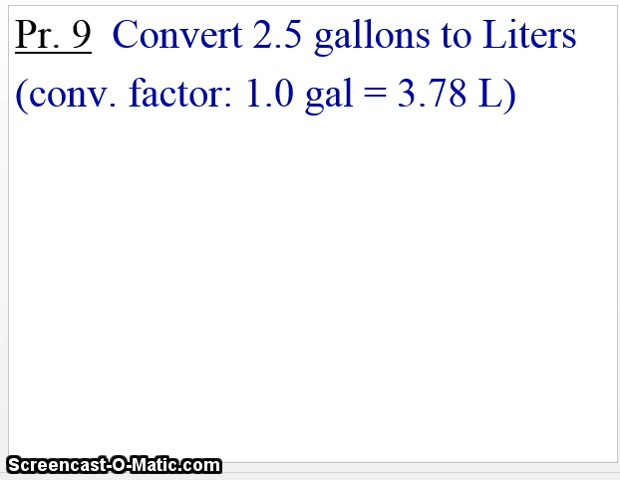 Pr. 9 Convert 2.5 gallons to Liters
(conv. factor: 1.0 gal = 3.78 L)
Screencast-O-Matic.com